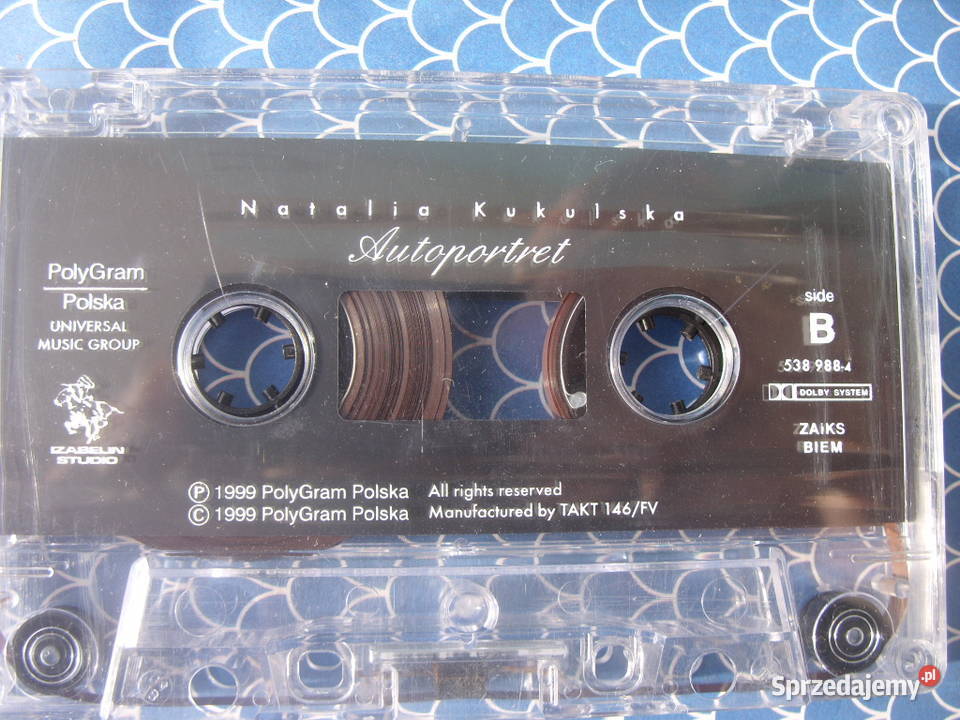 Natalia Kukulska
Autoportret
PolyGram
Polska
UNIVERSAL
MUSIC GROUP
IZABELIN
STUDIO
side
B
538 988-4
DOLBY SYSTEM
ZAiKS
BIEM
Ⓟ 1999 PolyGram Polska All rights reserved
© 1999 PolyGram Polska Manufactured by TAKT 146/FV
Sprzedajemy.pl